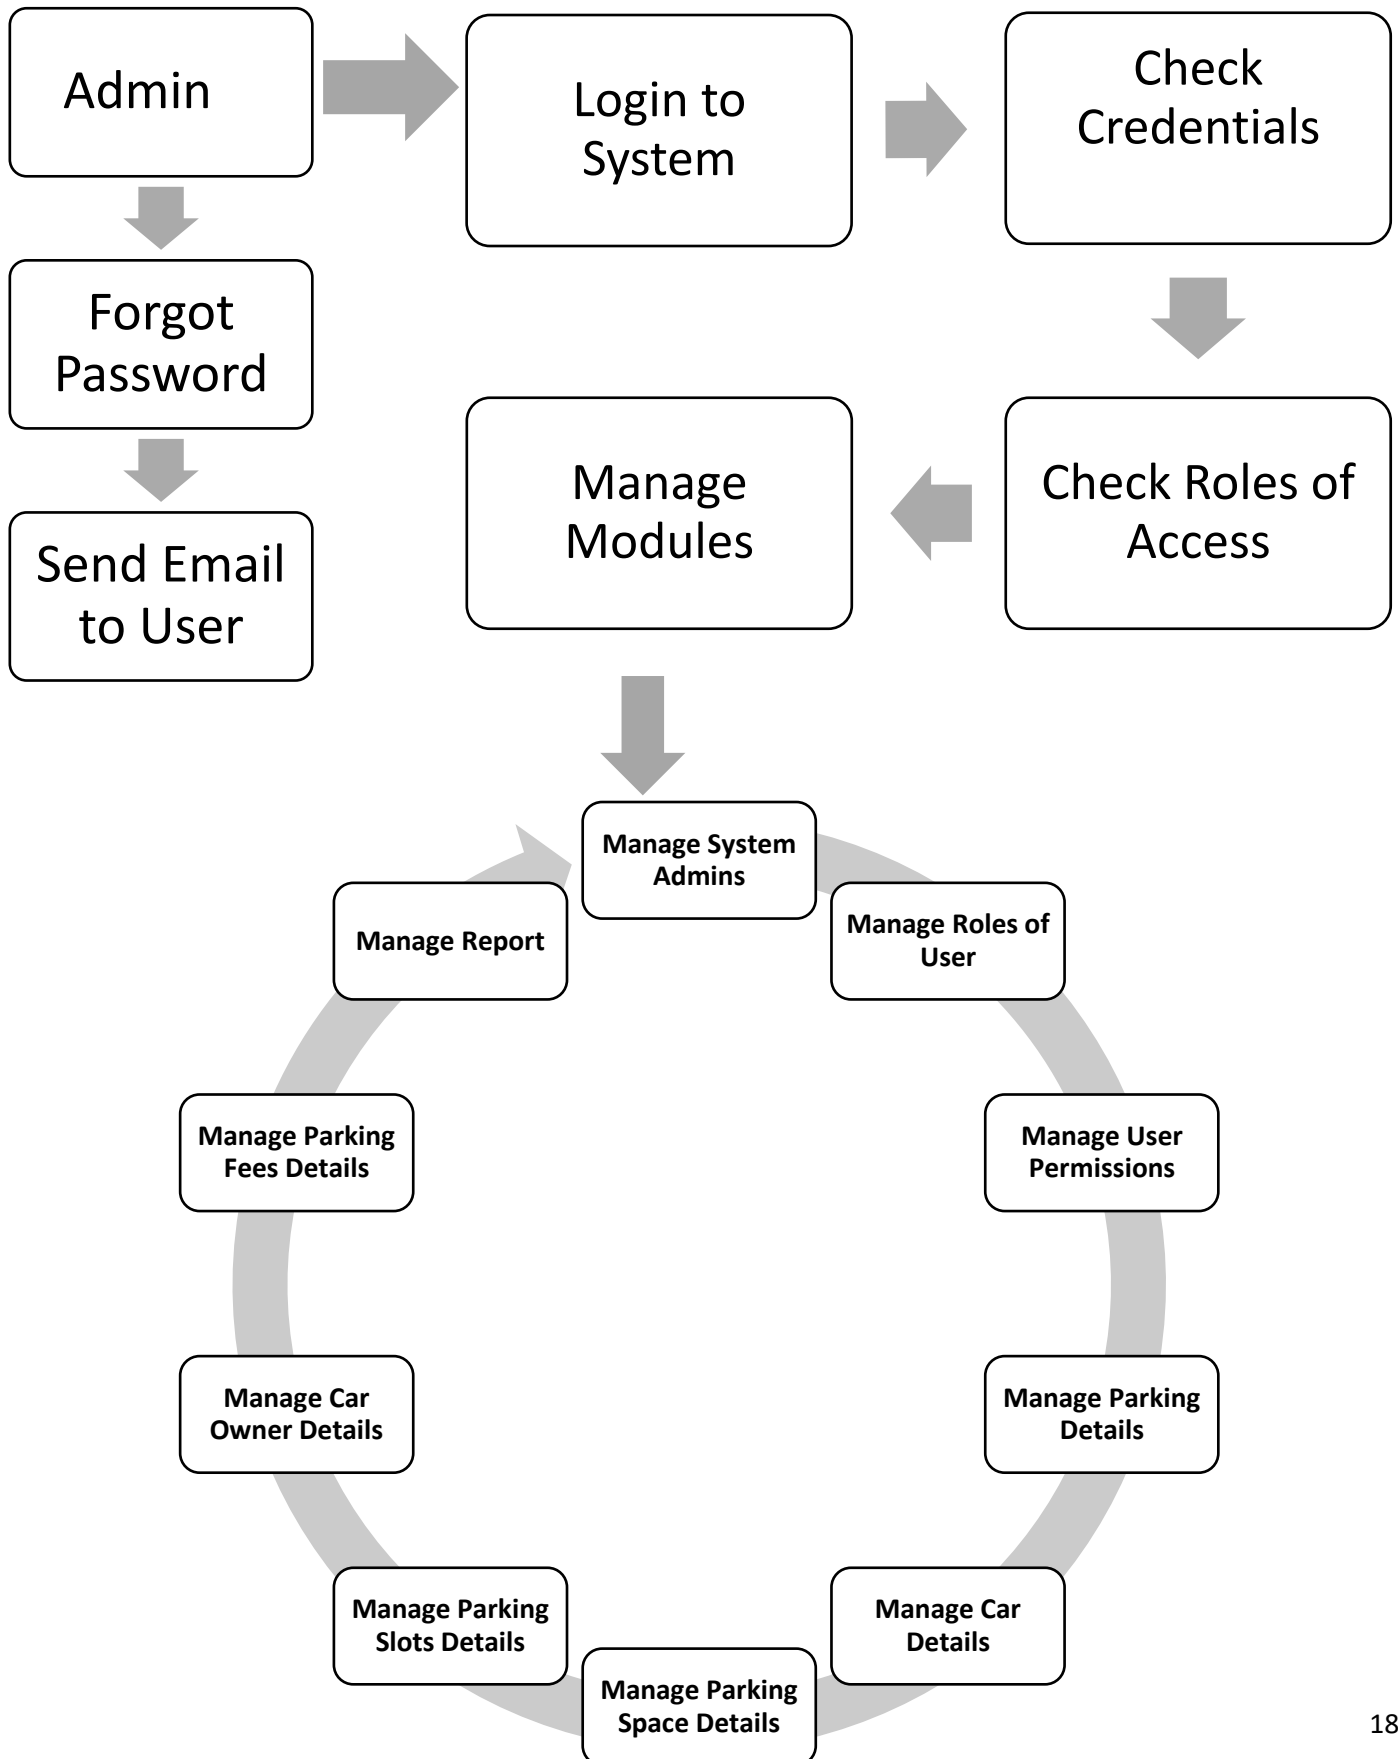 Admin
Login to
System
Check
Credentials
Forgot
Password
Send Email
to User
Manage
Modules
Check Roles of
Access
Manage System
Admins
Manage Roles of
User
Manage User
Permissions
Manage Parking
Details
Manage Car
Details
Manage Parking
Space Details
Manage Parking
Slots Details
Manage Car
Owner Details
Manage Parking
Fees Details
Manage Report
18